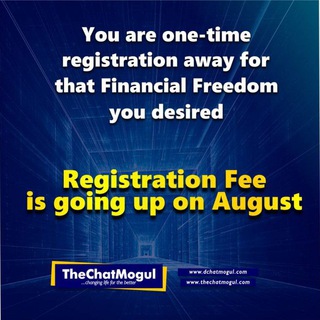 You are one-time
registration away for
that Financial Freedom
you desired
Registration Fee
is going up on August
TheChatMogul
...changing life for the better
www.dchatmogul.com
www.thechatmogul.com